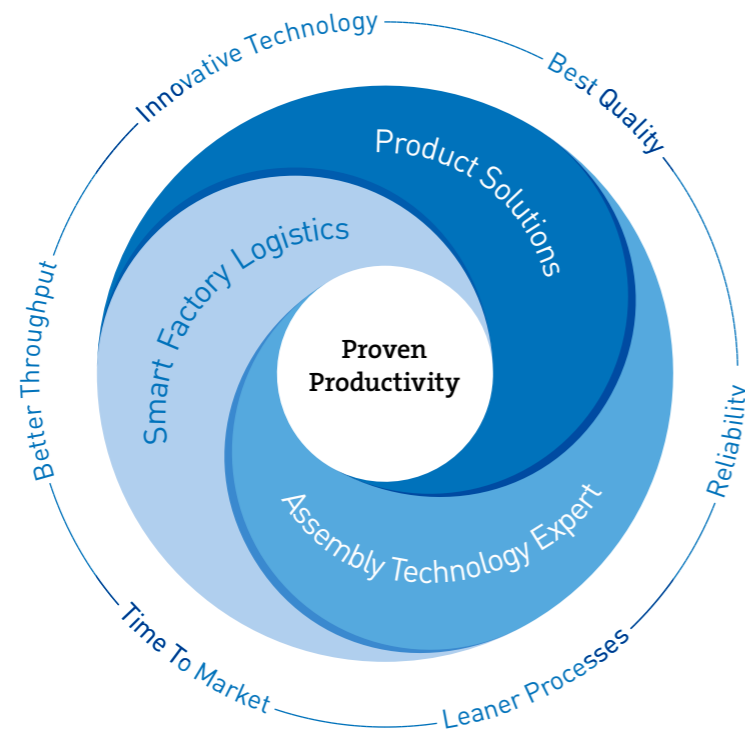 Innovative Technology
Best Quality
Reliability
Leaner Processes
Time To Market
Better Throughput
Product Solutions
Assembly Technology Expert
Smart Factory Logistics
Proven
Productivity